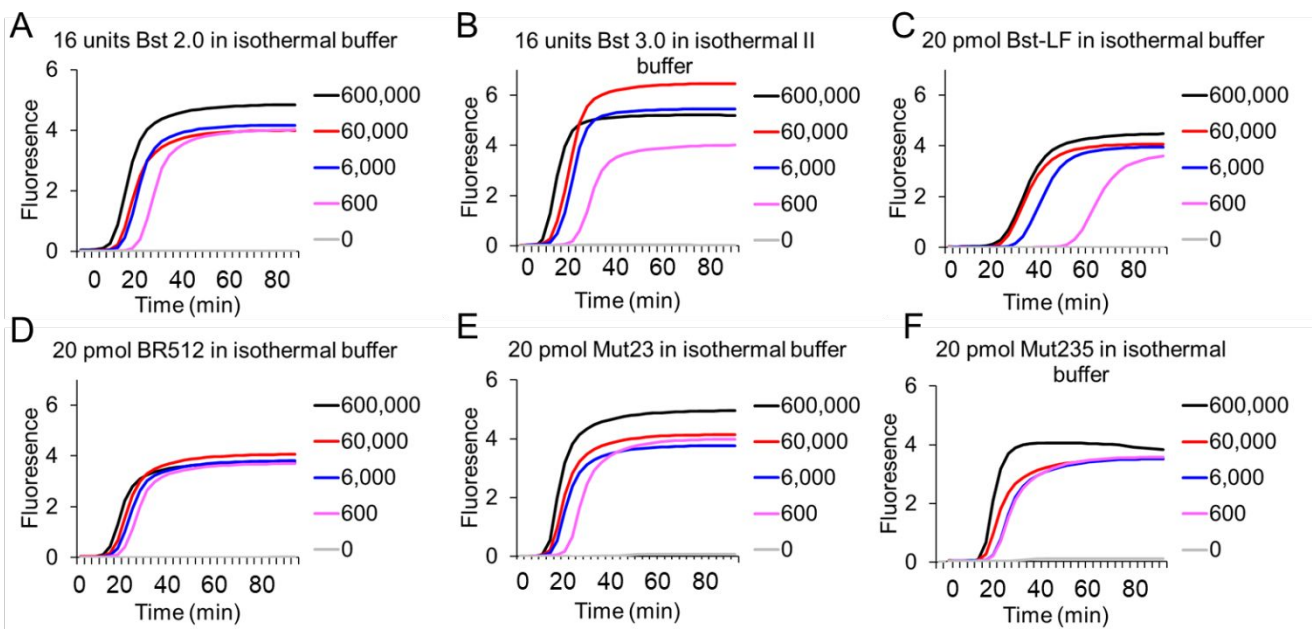 A
16 units Bst 2.0 in isothermal buffer
Fluoresence
6
4
2
0
0 20 40 60 80
Time (min)
600,000
60,000
6,000
600
0
B
16 units Bst 3.0 in isothermal II
buffer
Fluoresence
6
4
2
0
0 20 40 60 80
Time (min)
600,000
60,000
6,000
600
0
C
20 pmol Bst-LF in isothermal buffer
Fluoresence
6
4
2
0
0 20 40 60 80
Time (min)
600,000
60,000
6,000
600
0
D
20 pmol BR512 in isothermal buffer
Fluoresence
6
4
2
0
0 20 40 60 80
Time (min)
600,000
60,000
6,000
600
0
E
20 pmol Mut23 in isothermal buffer
Fluoresence
6
4
2
0
0 20 40 60 80
Time (min)
600,000
60,000
6,000
600
0
F
20 pmol Mut235 in isothermal
buffer
Fluoresence
6
4
2
0
0 20 40 60 80
Time (min)
600,000
60,000
6,000
600
0